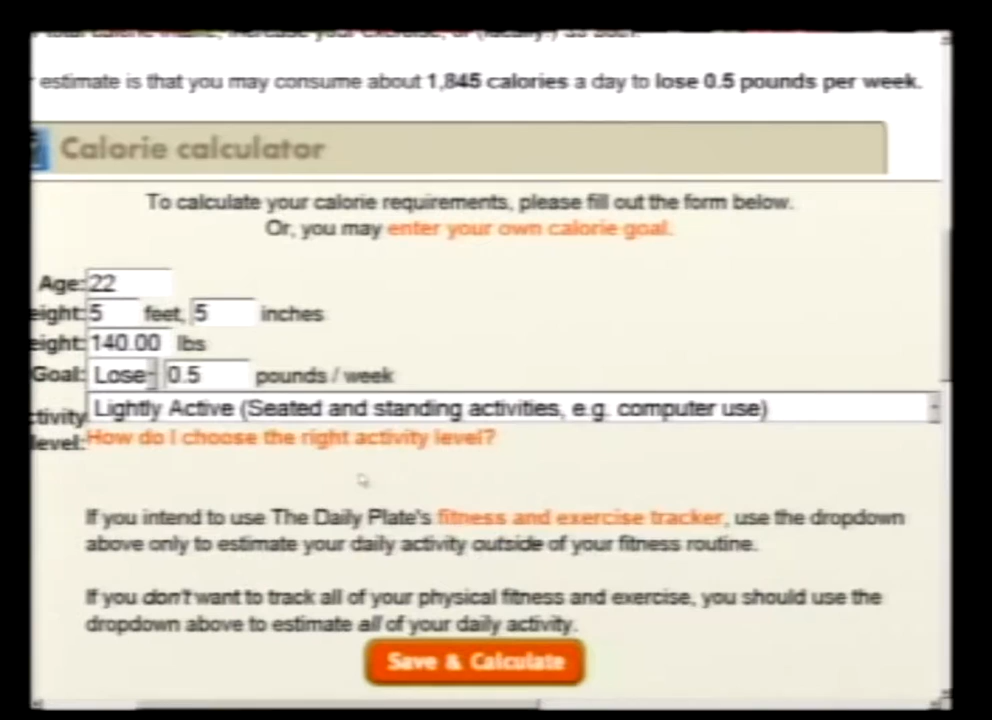 estimate is that you may consume about 1,845 calories a day to lose 0.5 pounds per week.
Calorie calculator
To calculate your calorie requirements, please fill out the form below.
Or, you may enter your own calorie goal.
Age: 22
eight: 5 feet, 5 inches
eight: 140.00 lbs
Goal: Lose 0.5 pounds / week
ctivity Lightly Active (Seated and standing activities, e.g. computer use)
level: How do I choose the right activity level?
If you intend to use The Daily Plate's fitness and exercise tracker, use the dropdown
above only to estimate your daily activity outside of your fitness routine.
If you don't want to track all of your physical fitness and exercise, you should use the
dropdown above to estimate all of your daily activity.
Save & Calculate